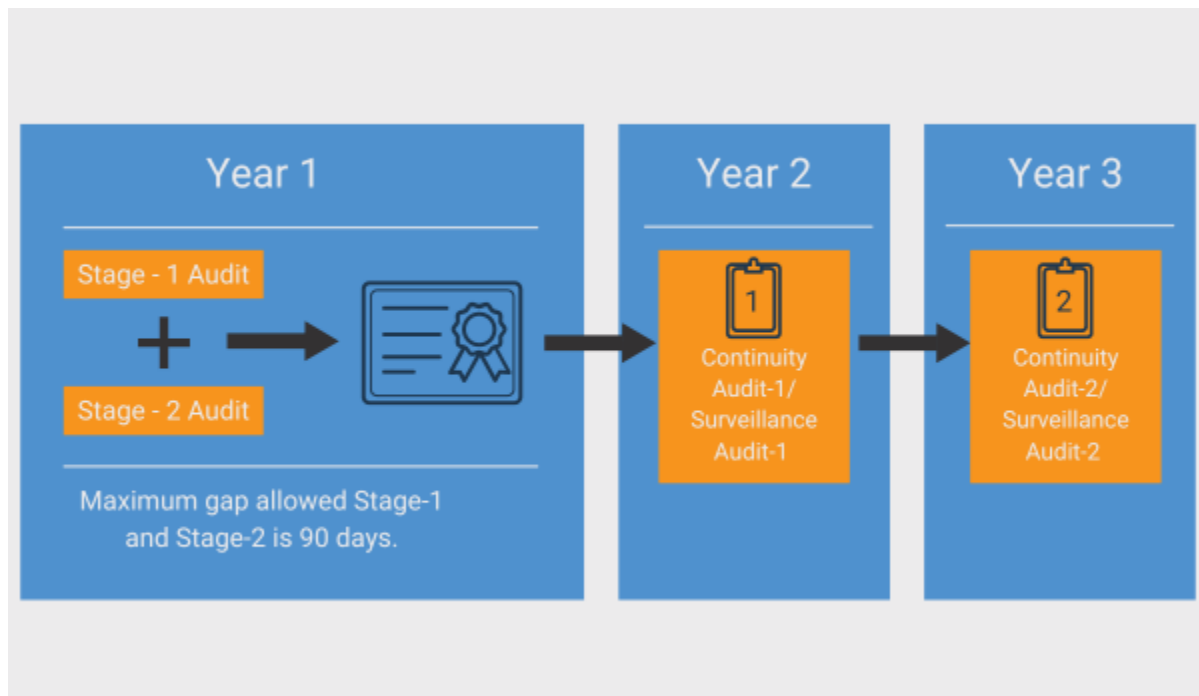 Year 1
Stage - 1 Audit
Stage - 2 Audit
Maximum gap allowed Stage-1
and Stage-2 is 90 days.
Year 2
1
Continuity
Audit-1/
Surveillance
Audit-1
Year 3
2
Continuity
Audit-2/
Surveillance
Audit-2